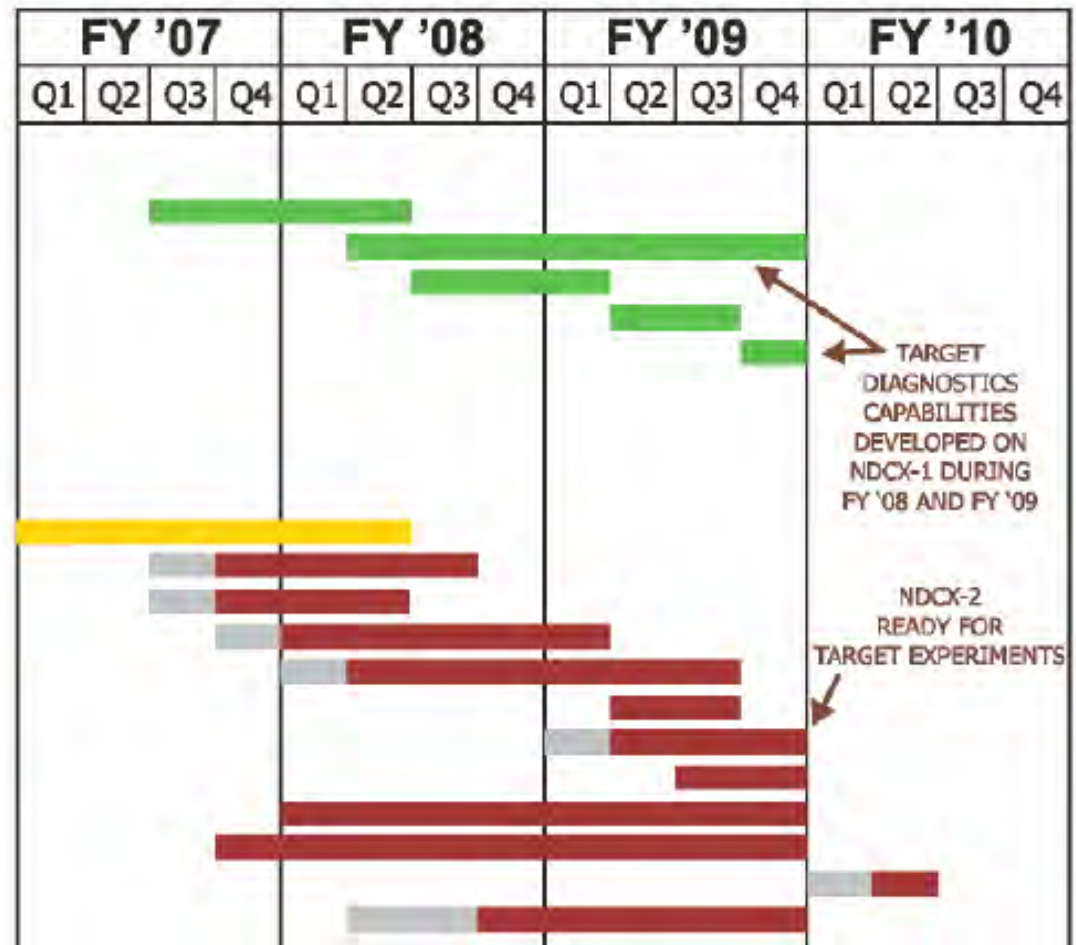 FY '07 FY '08 FY '09 FY '10
Q1 Q2 Q3 Q4 Q1 Q2 Q3 Q4 Q1 Q2 Q3 Q4 Q1 Q2 Q3 Q4
TARGET
DIAGNOSTICS
CAPABILITIES
DEVELOPED ON
NDCX-1 DURING
FY '08 AND FY '09
NDCX-2
READY FOR
TARGET EXPERIMENTS